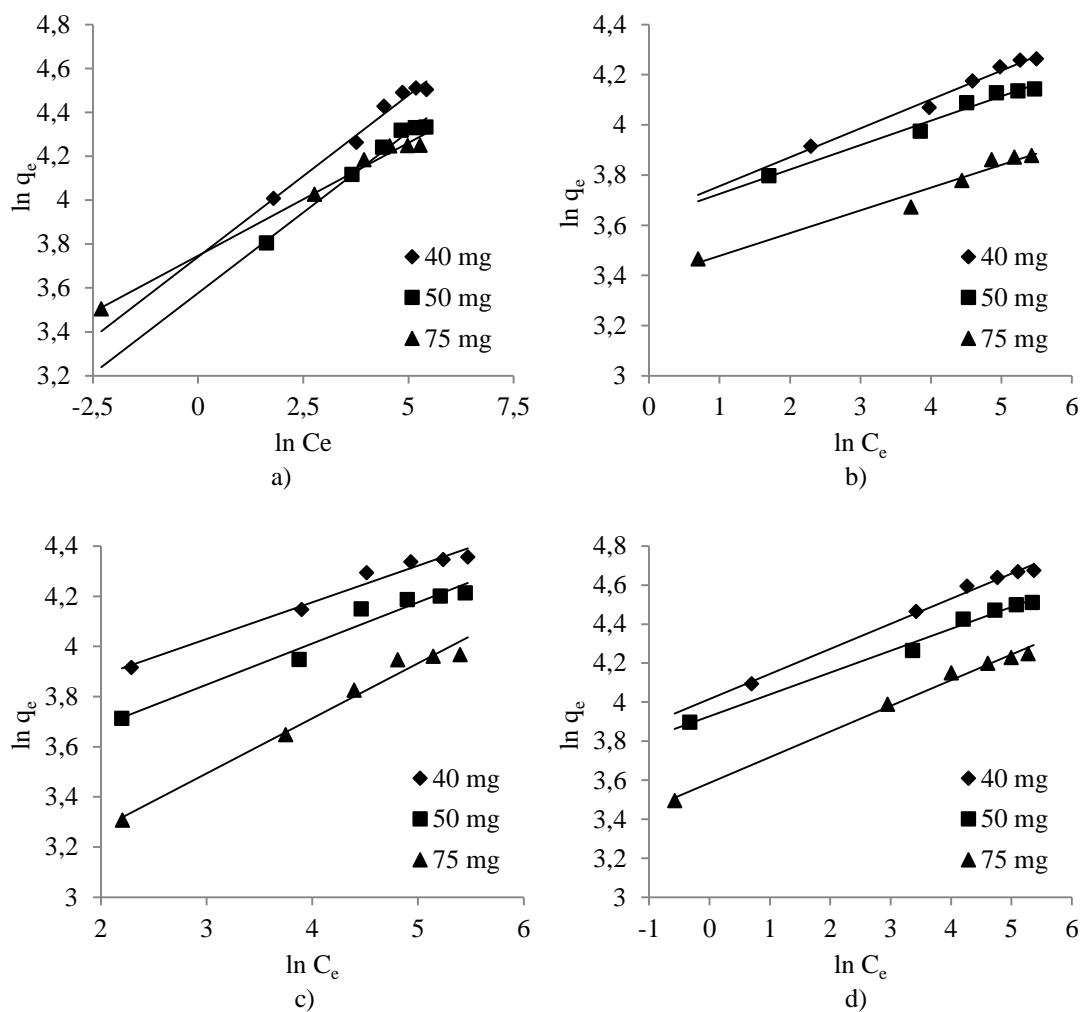 4,8
4,6
4,4
4,2
4
3,8
3,6
3,4
3,2
ln qe
-2,5 0 2,5 5 7,5
ln Ce
a)
40 mg
50 mg
75 mg
4,4
4,2
4
3,8
3,6
3,4
3,2
3
ln qe
0 1 2 3 4 5 6
ln Ce
b)
40 mg
50 mg
75 mg
4,4
4,2
4
3,8
3,6
3,4
3,2
3
ln qe
2 3 4 5 6
ln Ce
c)
40 mg
50 mg
75 mg
4,8
4,6
4,4
4,2
4
3,8
3,6
3,4
3,2
3
ln qe
-1 0 1 2 3 4 5 6
ln Ce
d)
40 mg
50 mg
75 mg